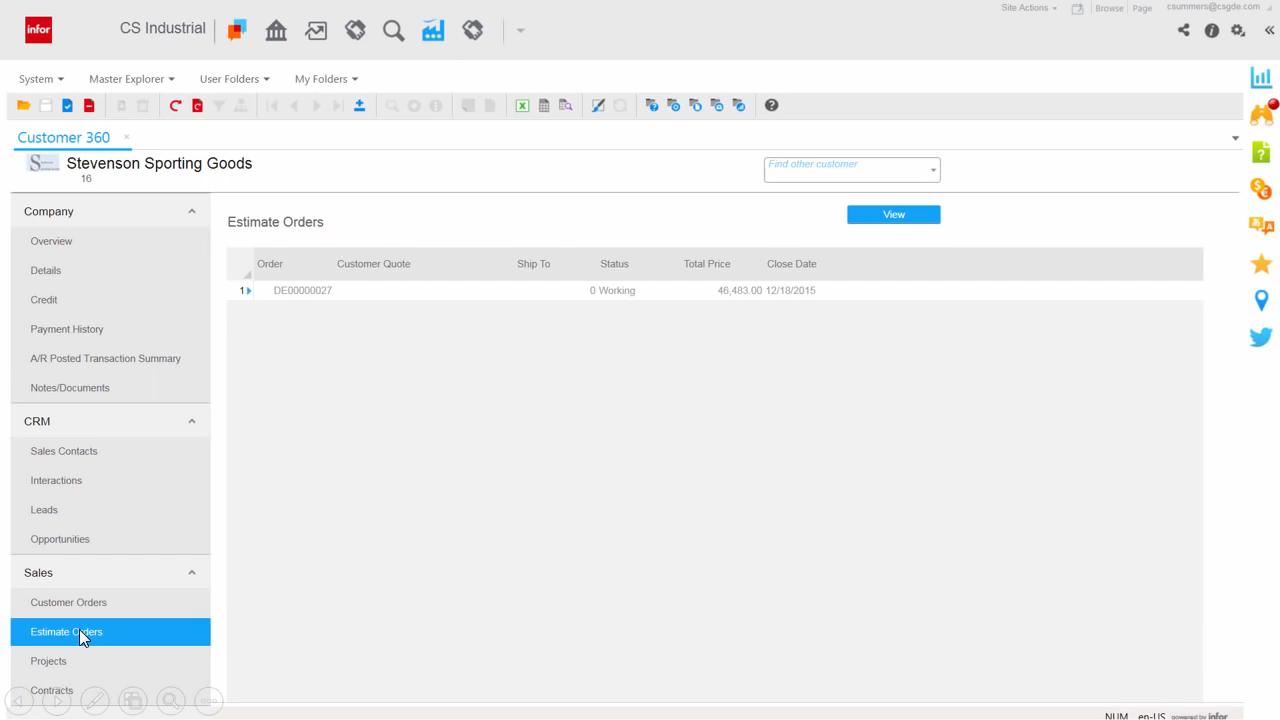 Site Actions
Browse
Page
csummers@csgde.com
infor
CS Industrial
System
Master Explorer
User Folders
My Folders
Customer 360
Stevenson Sporting Goods
16
Find other customer
Company
Overview
Details
Credit
Payment History
A/R Posted Transaction Summary
Notes/Documents
CRM
Sales Contacts
Interactions
Leads
Opportunities
Sales
Customer Orders
Estimate Orders
Projects
Contracts
Estimate Orders
View
Order Customer Quote Ship To Status Total Price Close Date
1 DE00000027 0 Working 46,483.00 12/18/2015
NUM en-US powered by infor